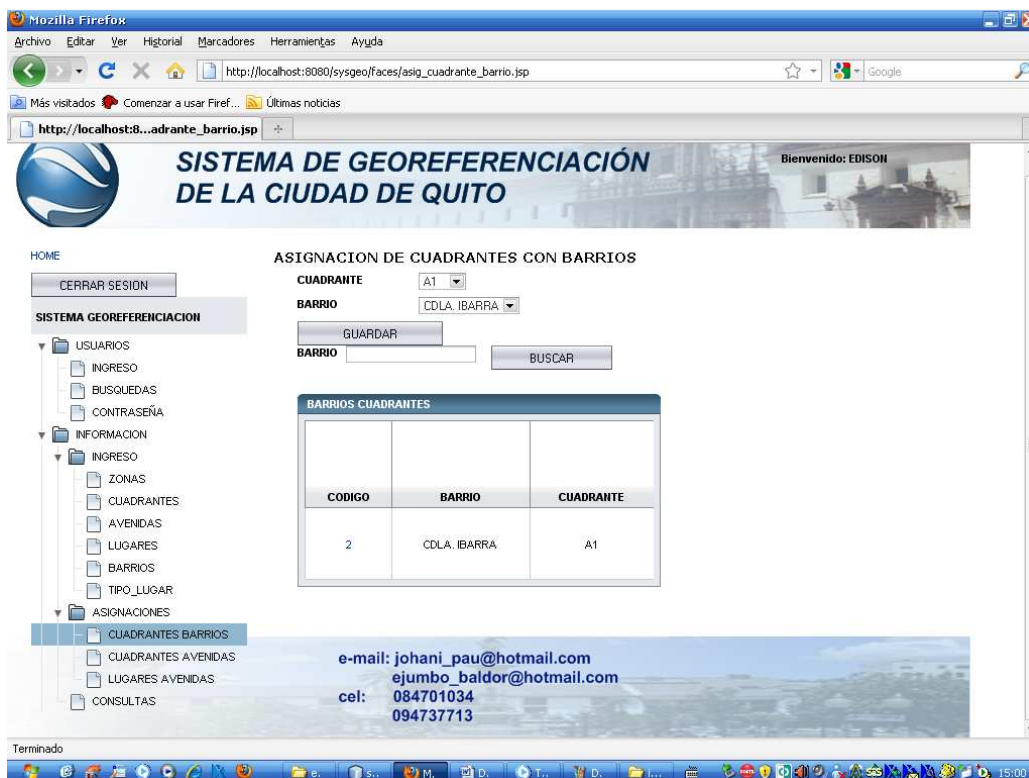 Mozilla Firefox
Archivo Editar Ver Historial Marcadores Herramientas Ayuda
http://localhost:8080/sysgeo/faces/asig_cuadrante_barrio.jsp
Google
Más visitados Comenzar a usar Firef... Últimas noticias
http://localhost:8...adrante_barrio.jsp
SISTEMA DE GEOREFERENCIACIÓN
DE LA CIUDAD DE QUITO
Bienvenido: EDISON
HOME
CERRAR SESION
SISTEMA GEOREFERENCIACION
USUARIOS
INGRESO
BUSQUEDAS
CONTRASEÑA
INFORMACION
INGRESO
ZONAS
CUADRANTES
AVENIDAS
LUGARES
BARRIOS
TIPO_LUGAR
ASIGNACIONES
CUADRANTES BARRIOS
CUADRANTES AVENIDAS
LUGARES AVENIDAS
CONSULTAS
ASIGNACION DE CUADRANTES CON BARRIOS
CUADRANTE A1
BARRIO CDLA. IBARRA
GUARDAR
BARRIO BUSCAR
BARRIOS CUADRANTES
CODIGO BARRIO CUADRANTE
2 CDLA. IBARRA A1
e-mail: johani_pau@hotmail.com
ejumbo_baldor@hotmail.com
cel: 084701034
094737713
Terminado
e. s.. M. D. T.. D. I... 15:00